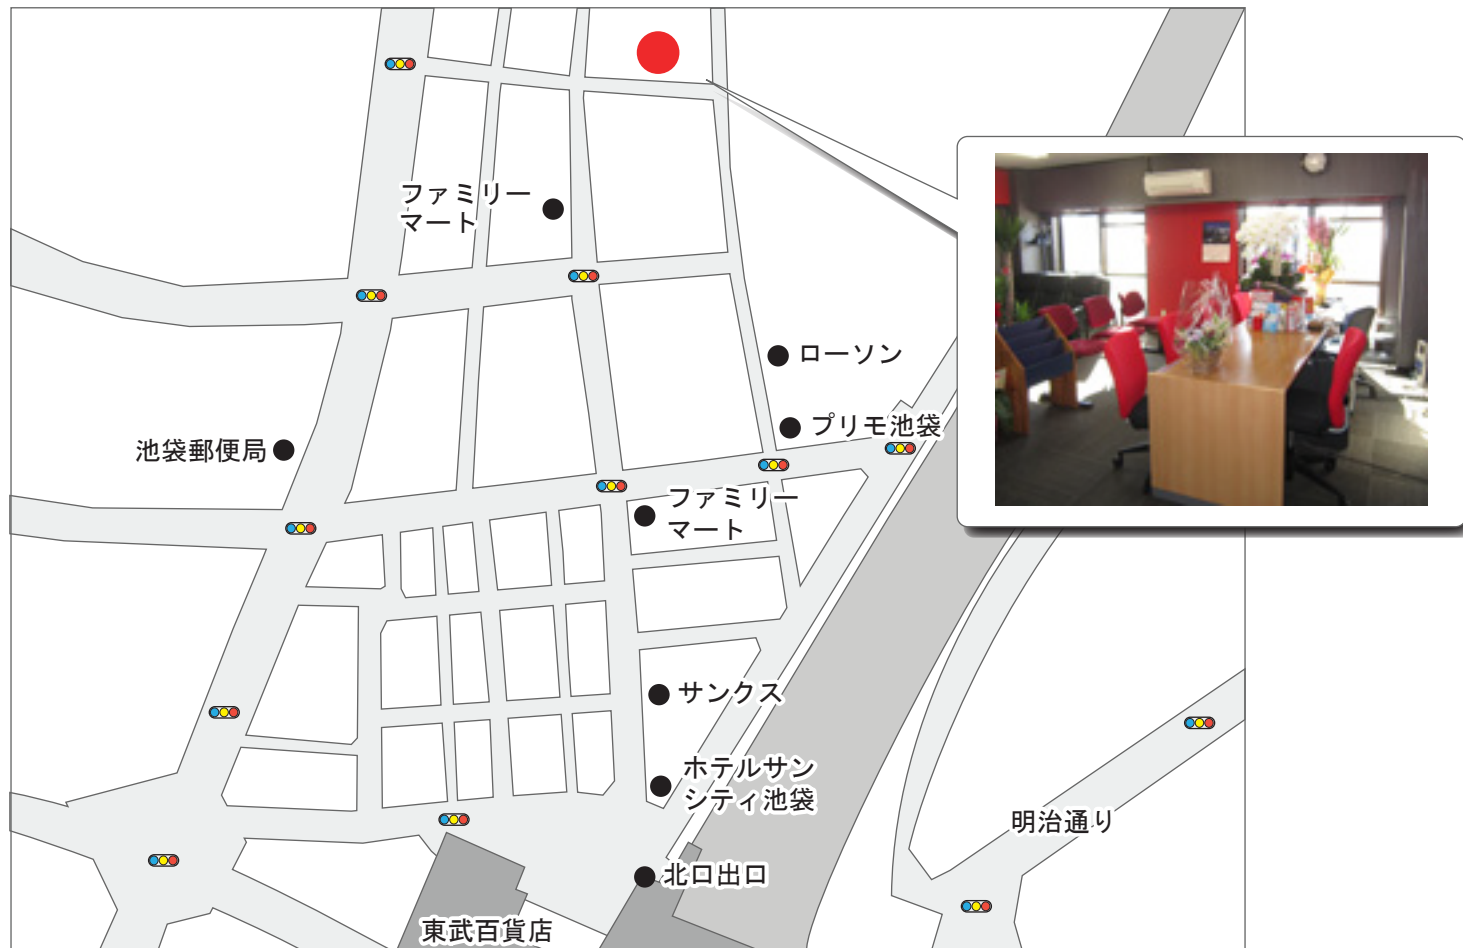 ファミリー
マート
ローソン
プリモ池袋
池袋郵便局
ファミリー
マート
サンクス
ホテルサン
シティ池袋
明治通り
北口出口
東武百貨店